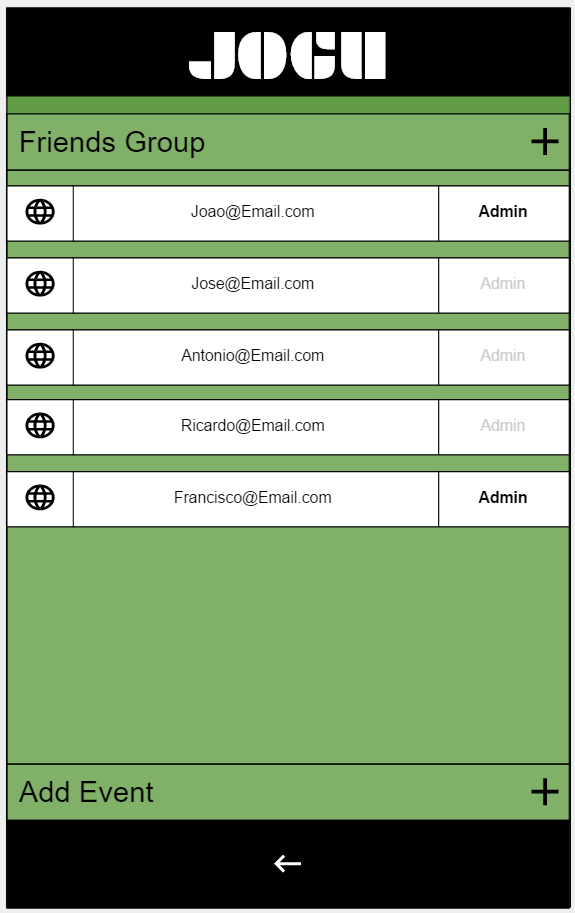 JOGU
Friends Group
Joao@Email.com Admin
Jose@Email.com Admin
Antonio@Email.com Admin
Ricardo@Email.com Admin
Francisco@Email.com Admin
Add Event